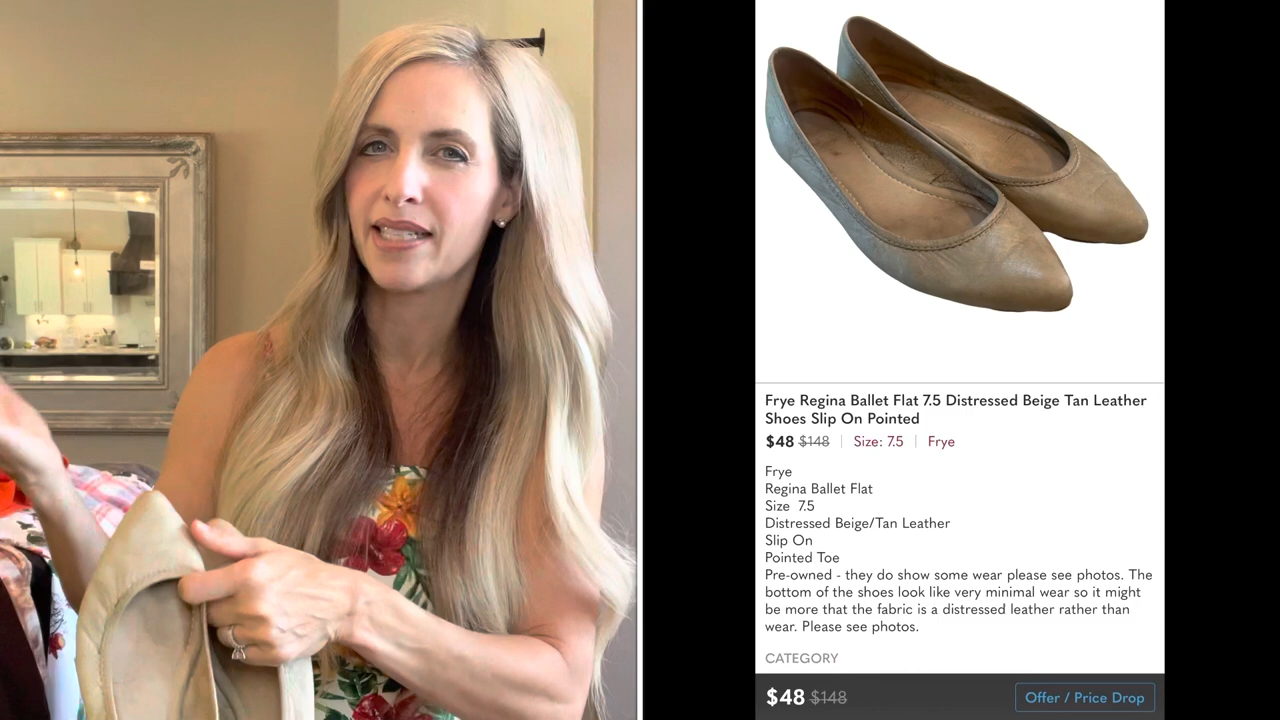 Frye Regina Ballet Flat 7.5 Distressed Beige Tan Leather
Shoes Slip On Pointed
$48 $148 | Size: 7.5 | Frye
Frye
Regina Ballet Flat
Size 7.5
Distressed Beige/Tan Leather
Slip On
Pointed Toe
Pre-owned - they do show some wear please see photos. The
bottom of the shoes look like very minimal wear so it might
be more that the fabric is a distressed leather rather than
wear. Please see photos.
CATEGORY
$48 $148
Offer / Price Drop